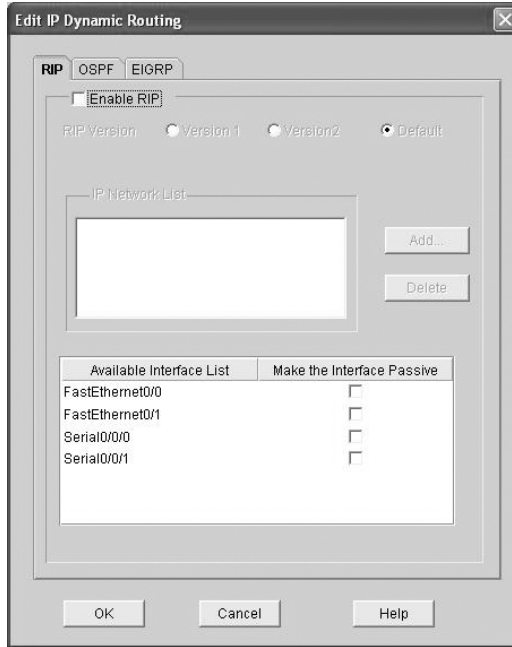 Edit IP Dynamic Routing
RIP OSPF EIGRP
Enable RIP
RIP Version Version 1 Version2 Default
IP Network List
Add...
Delete
Available Interface List Make the Interface Passive
FastEthernet0/0
FastEthernet0/1
Serial0/0/0
Serial0/0/1
OK Cancel Help